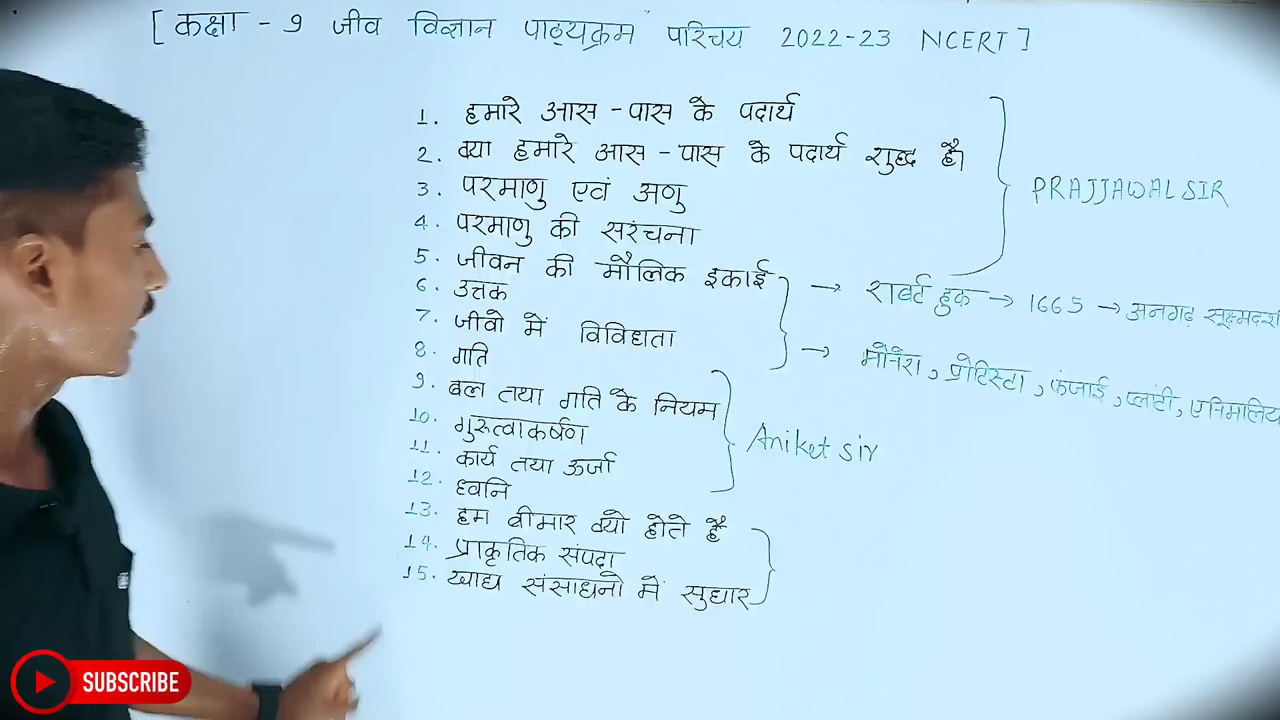 [ कक्षा - 9 जीव विज्ञान पाठ्यक्रम परिचय 2022-23 NCERT ]
1. हमारे आस-पास के पदार्थ
2. क्या हमारे आस-पास के पदार्थ शुद्ध है।
3. परमाणु एवं अणु
PRAJJAWAL SIR
4. परमाणु की सरंचना
5. जीवन की मौलिक इकाई
6. उत्तक
→ राबर्ट हुक → 1665 → अनगढ़ सूक्ष्मदर्श
7. जीवो में विविधता
8. गति
→ मोनेरा, प्रोटिस्टा, फंजाई, प्लांटी, एनिमालिय
9. बल तथा गति के नियम
10. गुरुत्वाकर्षण
Aniket sir
11. कार्य तथा ऊर्जा
12. ध्वनि
13. हम बीमार क्यो होते है
14. प्राकृतिक संपदा
15. खाद्य संसाधनो में सुधार
SUBSCRIBE